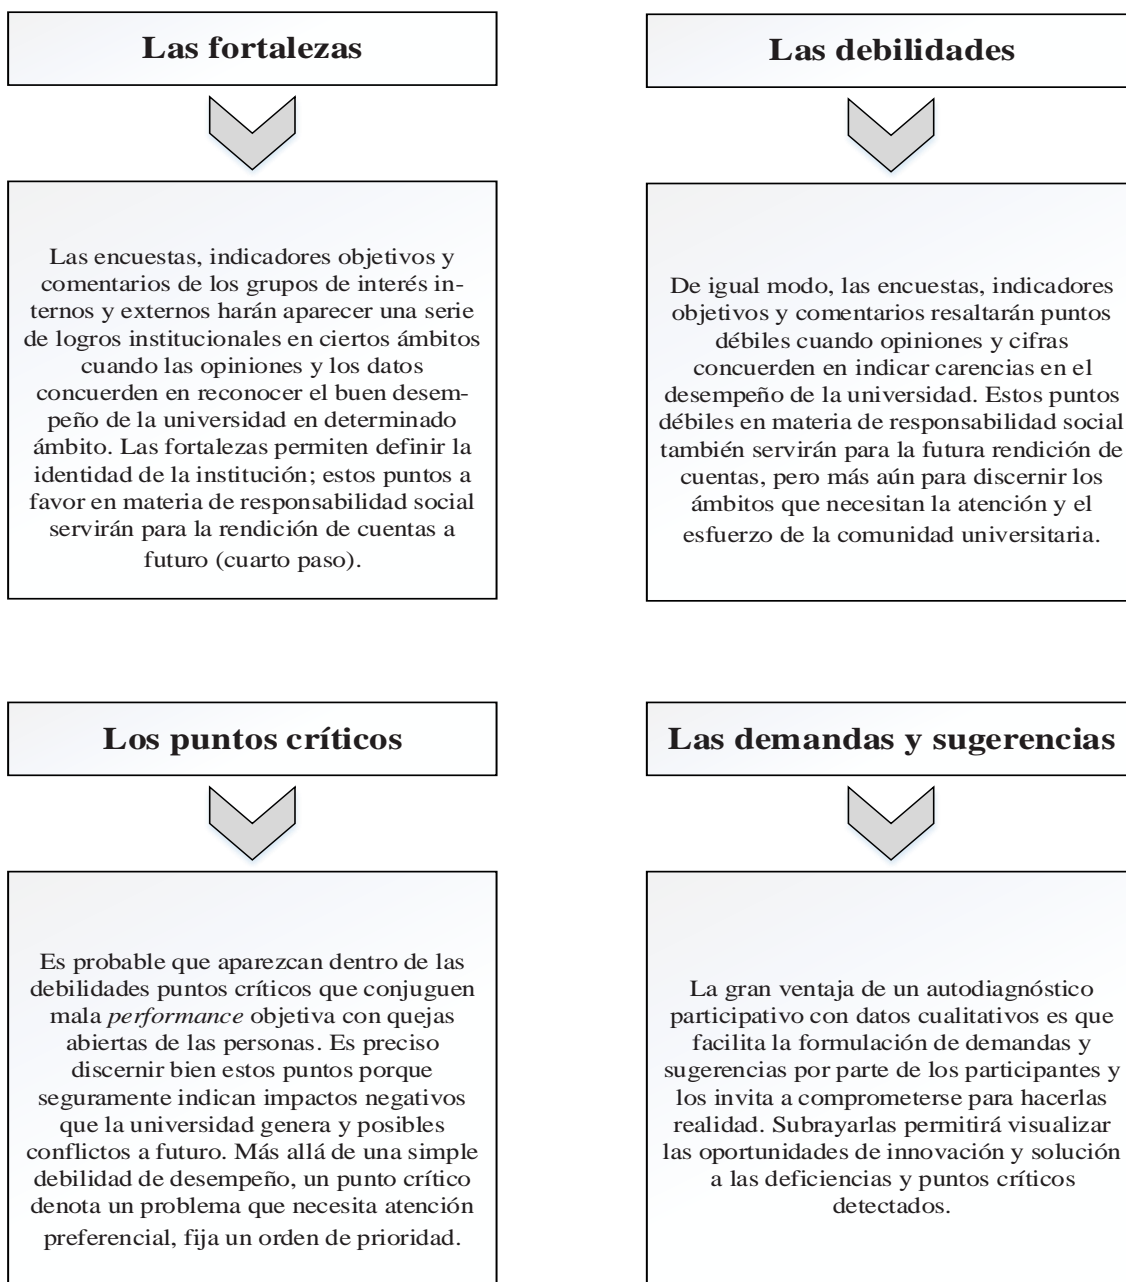 Las fortalezas
Las encuestas, indicadores objetivos y
comentarios de los grupos de interés in-
ternos y externos harán aparecer una serie
de logros institucionales en ciertos ámbitos
cuando las opiniones y los datos
concuerden en reconocer el buen desem-
peño de la universidad en determinado
ámbito. Las fortalezas permiten definir la
identidad de la institución; estos puntos a
favor en materia de responsabilidad social
servirán para la rendición de cuentas a
futuro (cuarto paso).
Las debilidades
De igual modo, las encuestas, indicadores
objetivos y comentarios resaltarán puntos
débiles cuando opiniones y cifras
concuerden en indicar carencias en el
desempeño de la universidad. Estos puntos
débiles en materia de responsabilidad social
también servirán para la futura rendición de
cuentas, pero más aún para discernir los
ámbitos que necesitan la atención y el
esfuerzo de la comunidad universitaria.
Los puntos críticos
Es probable que aparezcan dentro de las
debilidades puntos críticos que conjuguen
mala performance objetiva con quejas
abiertas de las personas. Es preciso
discernir bien estos puntos porque
seguramente indican impactos negativos
que la universidad genera y posibles
conflictos a futuro. Más allá de una simple
debilidad de desempeño, un punto crítico
denota un problema que necesita atención
preferencial, fija un orden de prioridad.
Las demandas y sugerencias
La gran ventaja de un autodiagnóstico
participativo con datos cualitativos es que
facilita la formulación de demandas y
sugerencias por parte de los participantes y
los invita a comprometerse para hacerlas
realidad. Subrayarlas permitirá visualizar
las oportunidades de innovación y solución
a las deficiencias y puntos críticos
detectados.